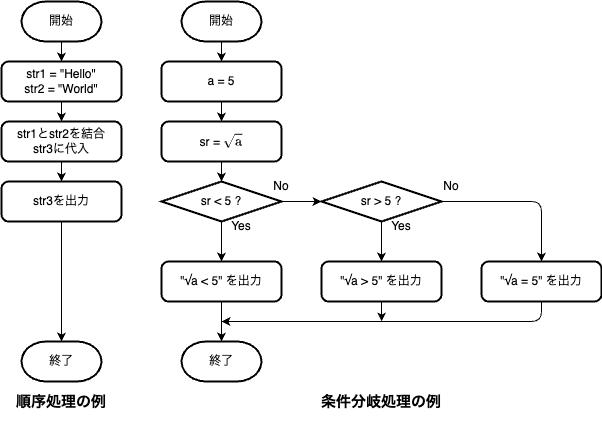 開始
str1 = "Hello"
str2 = "World"
str1とstr2を結合
str3に代入
str3を出力
終了
順序処理の例
開始
a = 5
sr = √a
sr < 5 ?
No
Yes
sr > 5 ?
No
Yes
"√a < 5" を出力
"√a > 5" を出力
"√a = 5" を出力
終了
条件分岐処理の例